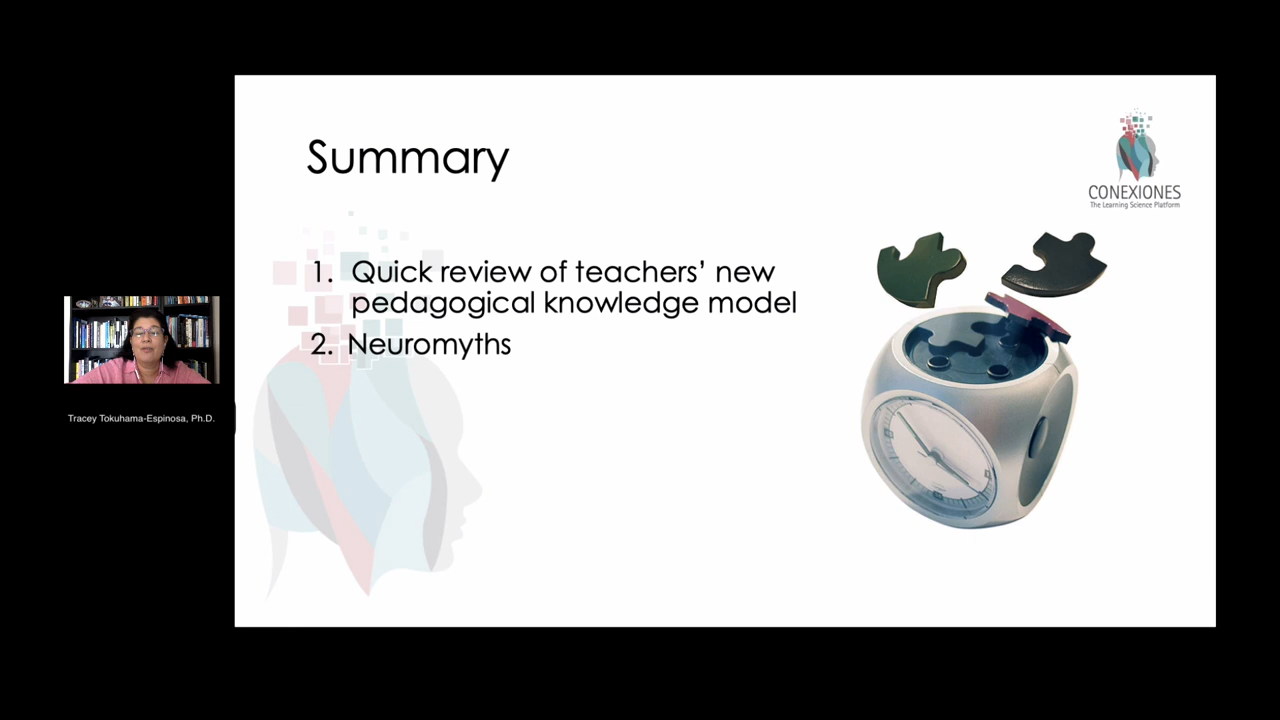 Summary
CONEXIONES
The Learning Science Platform
1. Quick review of teachers’ new
pedagogical knowledge model
2. Neuromyths
Tracey Tokuhama-Espinosa, Ph.D.